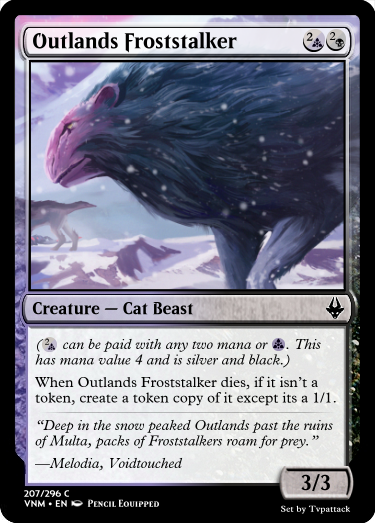 Outlands Froststalker 2 2
Creature — Cat Beast
(2 can be paid with any two mana or . This
has mana value 4 and is silver and black.)
When Outlands Froststalker dies, if it isn't a
token, create a token copy of it except its a 1/1.
“Deep in the snow peaked Outlands past the ruins
of Multa, packs of Froststalkers roam for prey.”
—Melodia, Voidtouched
3/3
207/296 C
VNM • EN Pencil Equipped
Set by Tvpattack